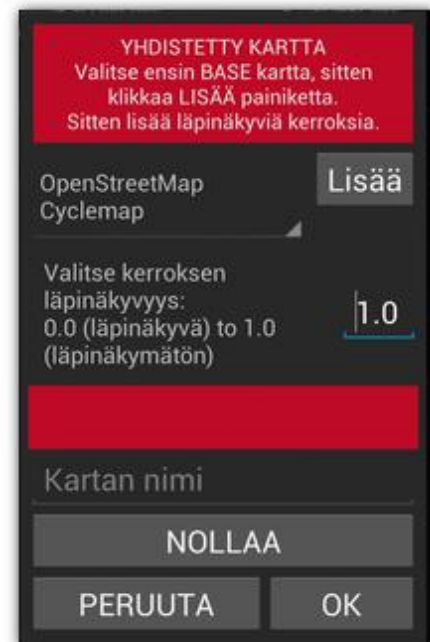 YHDISTETTY KARTTA
Valitse ensin BASE kartta, sitten
klikkaa LISÄÄ painiketta.
Sitten lisää läpinäkyviä kerroksia.
OpenStreetMap
Cyclemap
Lisää
Valitse kerroksen
läpinäkyvyys:
0.0 (läpinäkyvä) to 1.0
(läpinäkymätön)
1.0
Kartan nimi
NOLLAA
PERUUTA
OK